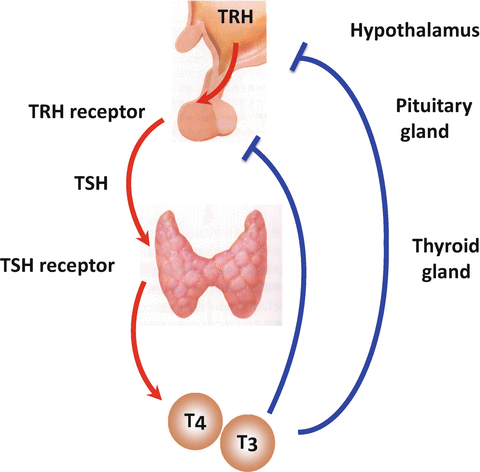 TRH
Hypothalamus
TRH receptor
Pituitary
gland
TSH
TSH receptor
Thyroid
gland
T4
T3